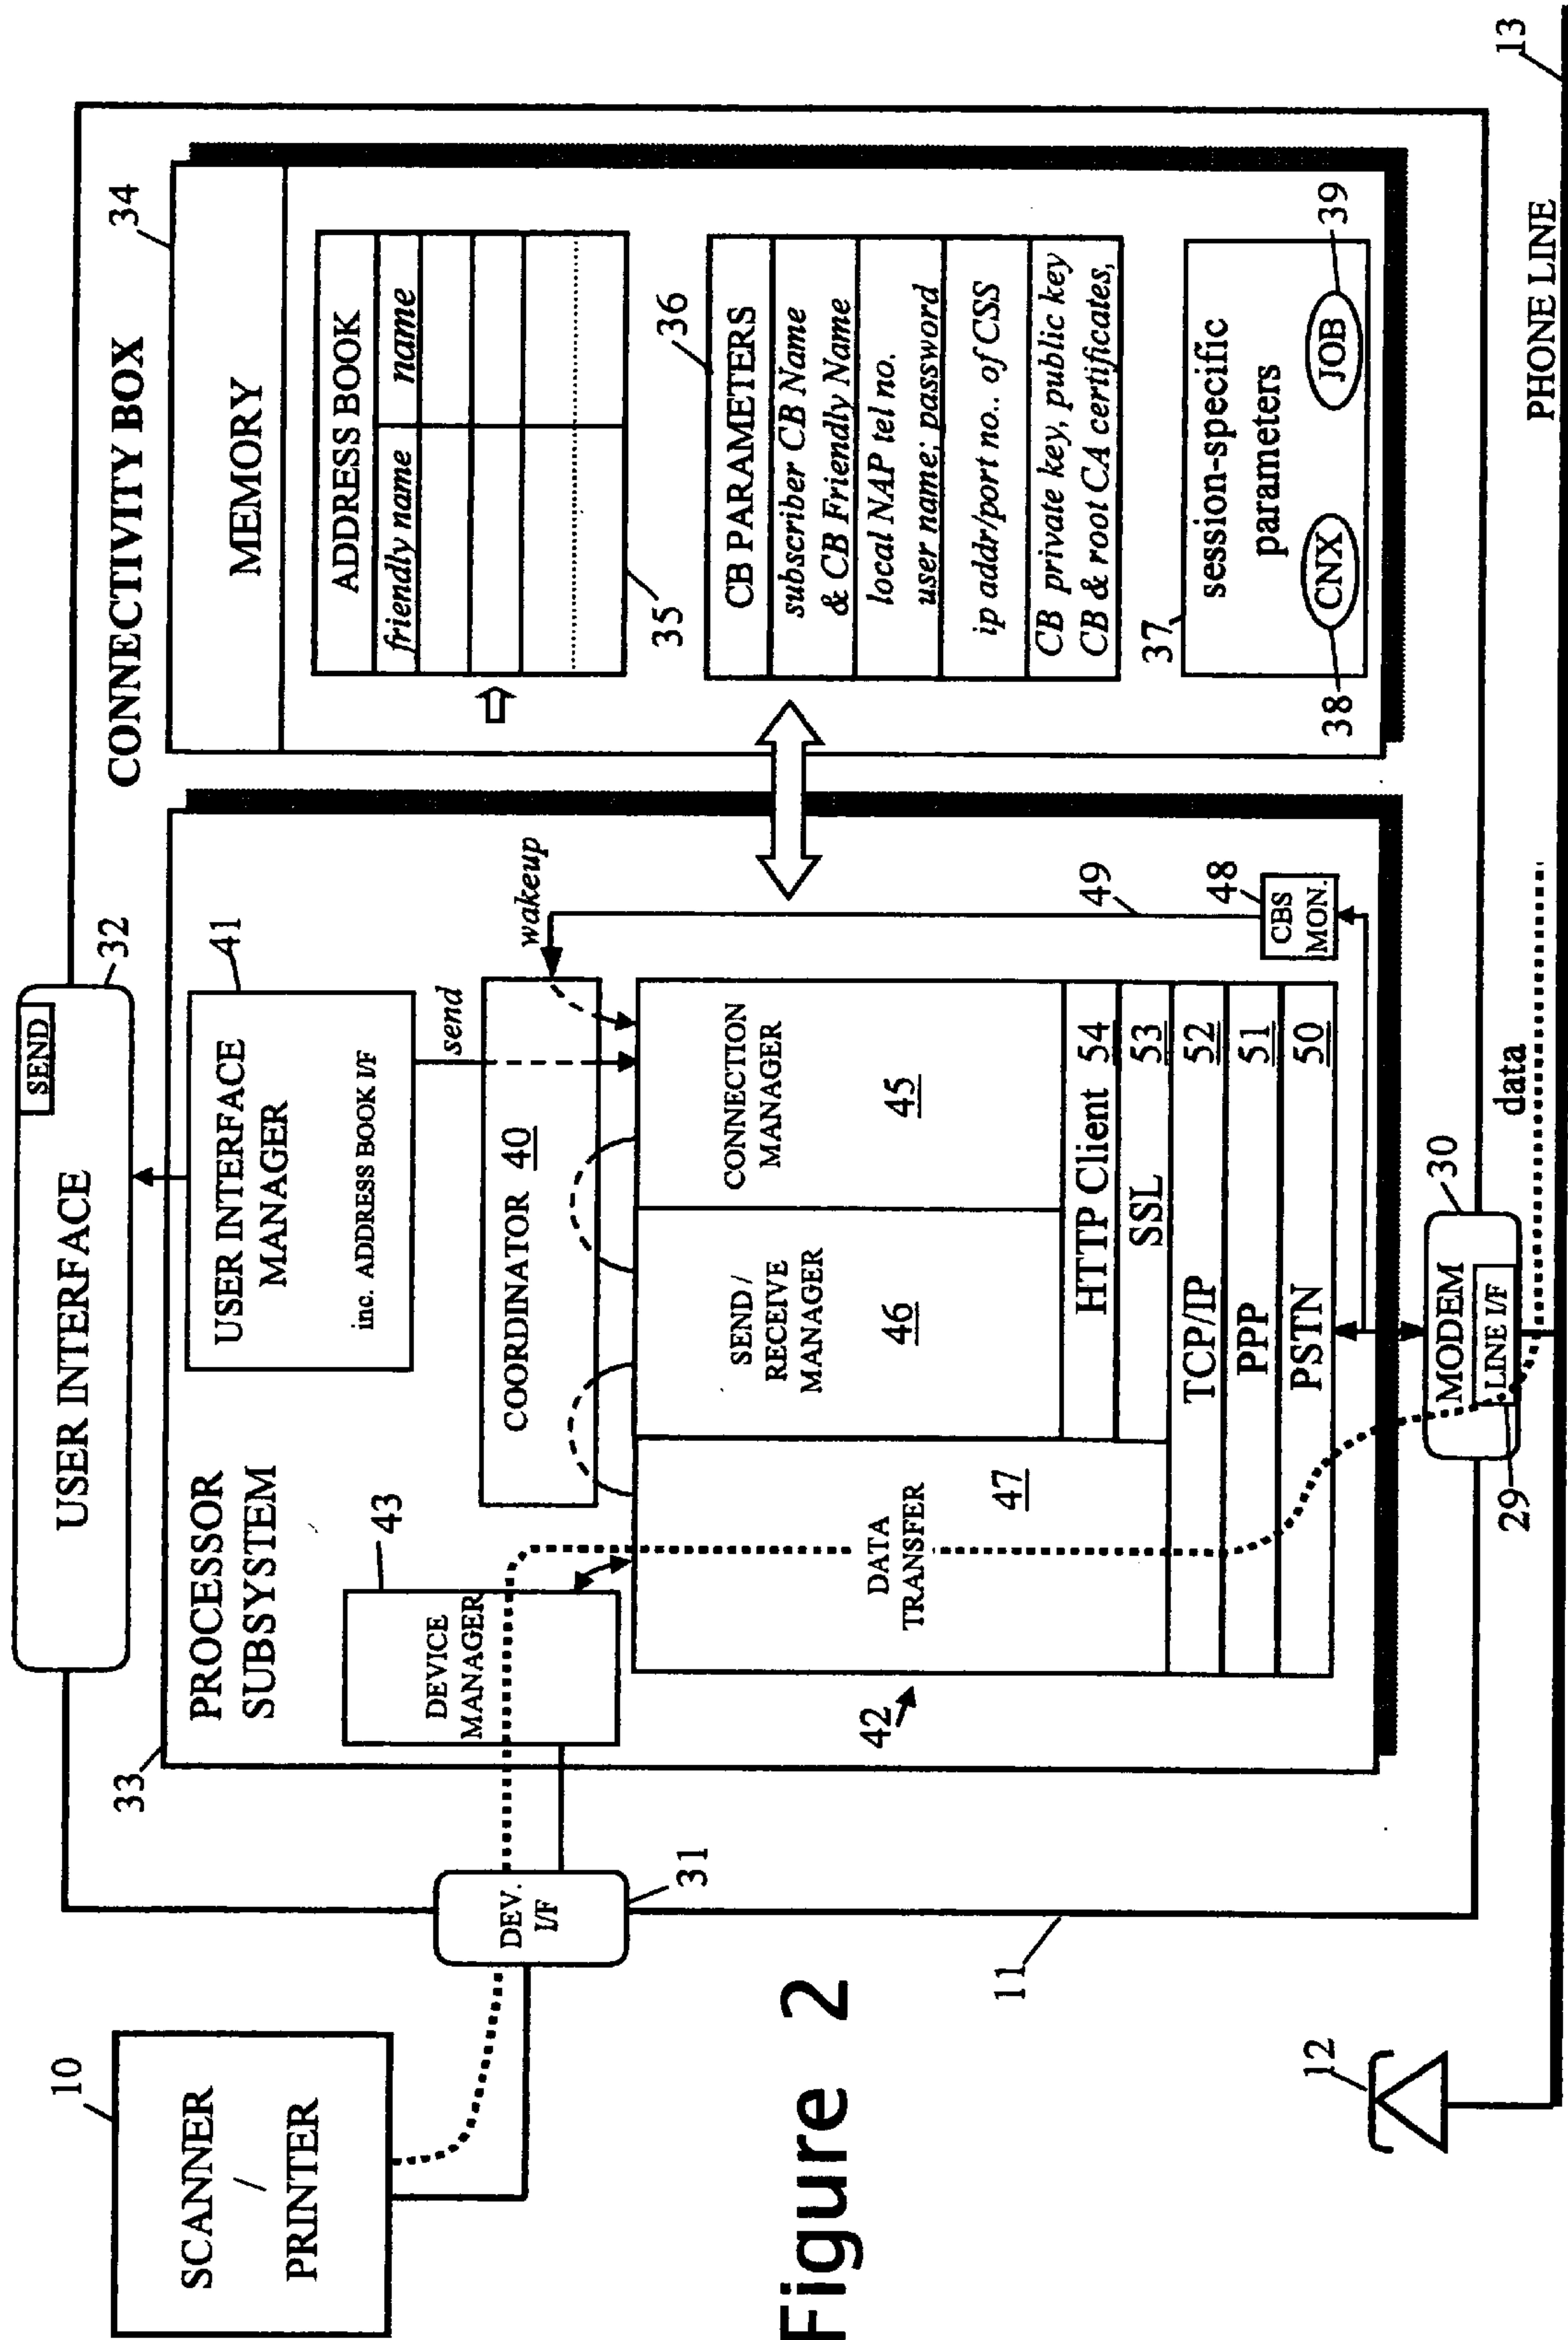 CONNECTIVITY BOX
11
USER INTERFACE
SEND
32
33
PROCESSOR
SUBSYSTEM
USER INTERFACE
MANAGER
inc. ADDRESS BOOK I/F
41
send
wakeup
COORDINATOR 40
43
DEVICE
MANAGER
42
DATA
TRANSFER
47
SEND /
RECEIVE
MANAGER
46
CONNECTION
MANAGER
45
HTTP Client 54
SSL 53
TCP/IP 52
PPP 51
PSTN 50
49
48
CBS
MON.
MEMORY
34
ADDRESS BOOK
friendly name name
35
36
CB PARAMETERS
subscriber CB Name
& CB Friendly Name
local NAP tel no.
user name; password
ip addr/port no.. of CSS
CB private key, public key
CB & root CA certificates,
37
session-specific
parameters
38
CNX
JOB
39
10
SCANNER
/
PRINTER
DEV.
I/F
31
MODEM
LINE I/F
29
30
data
12
PHONE LINE
13
Figure 2